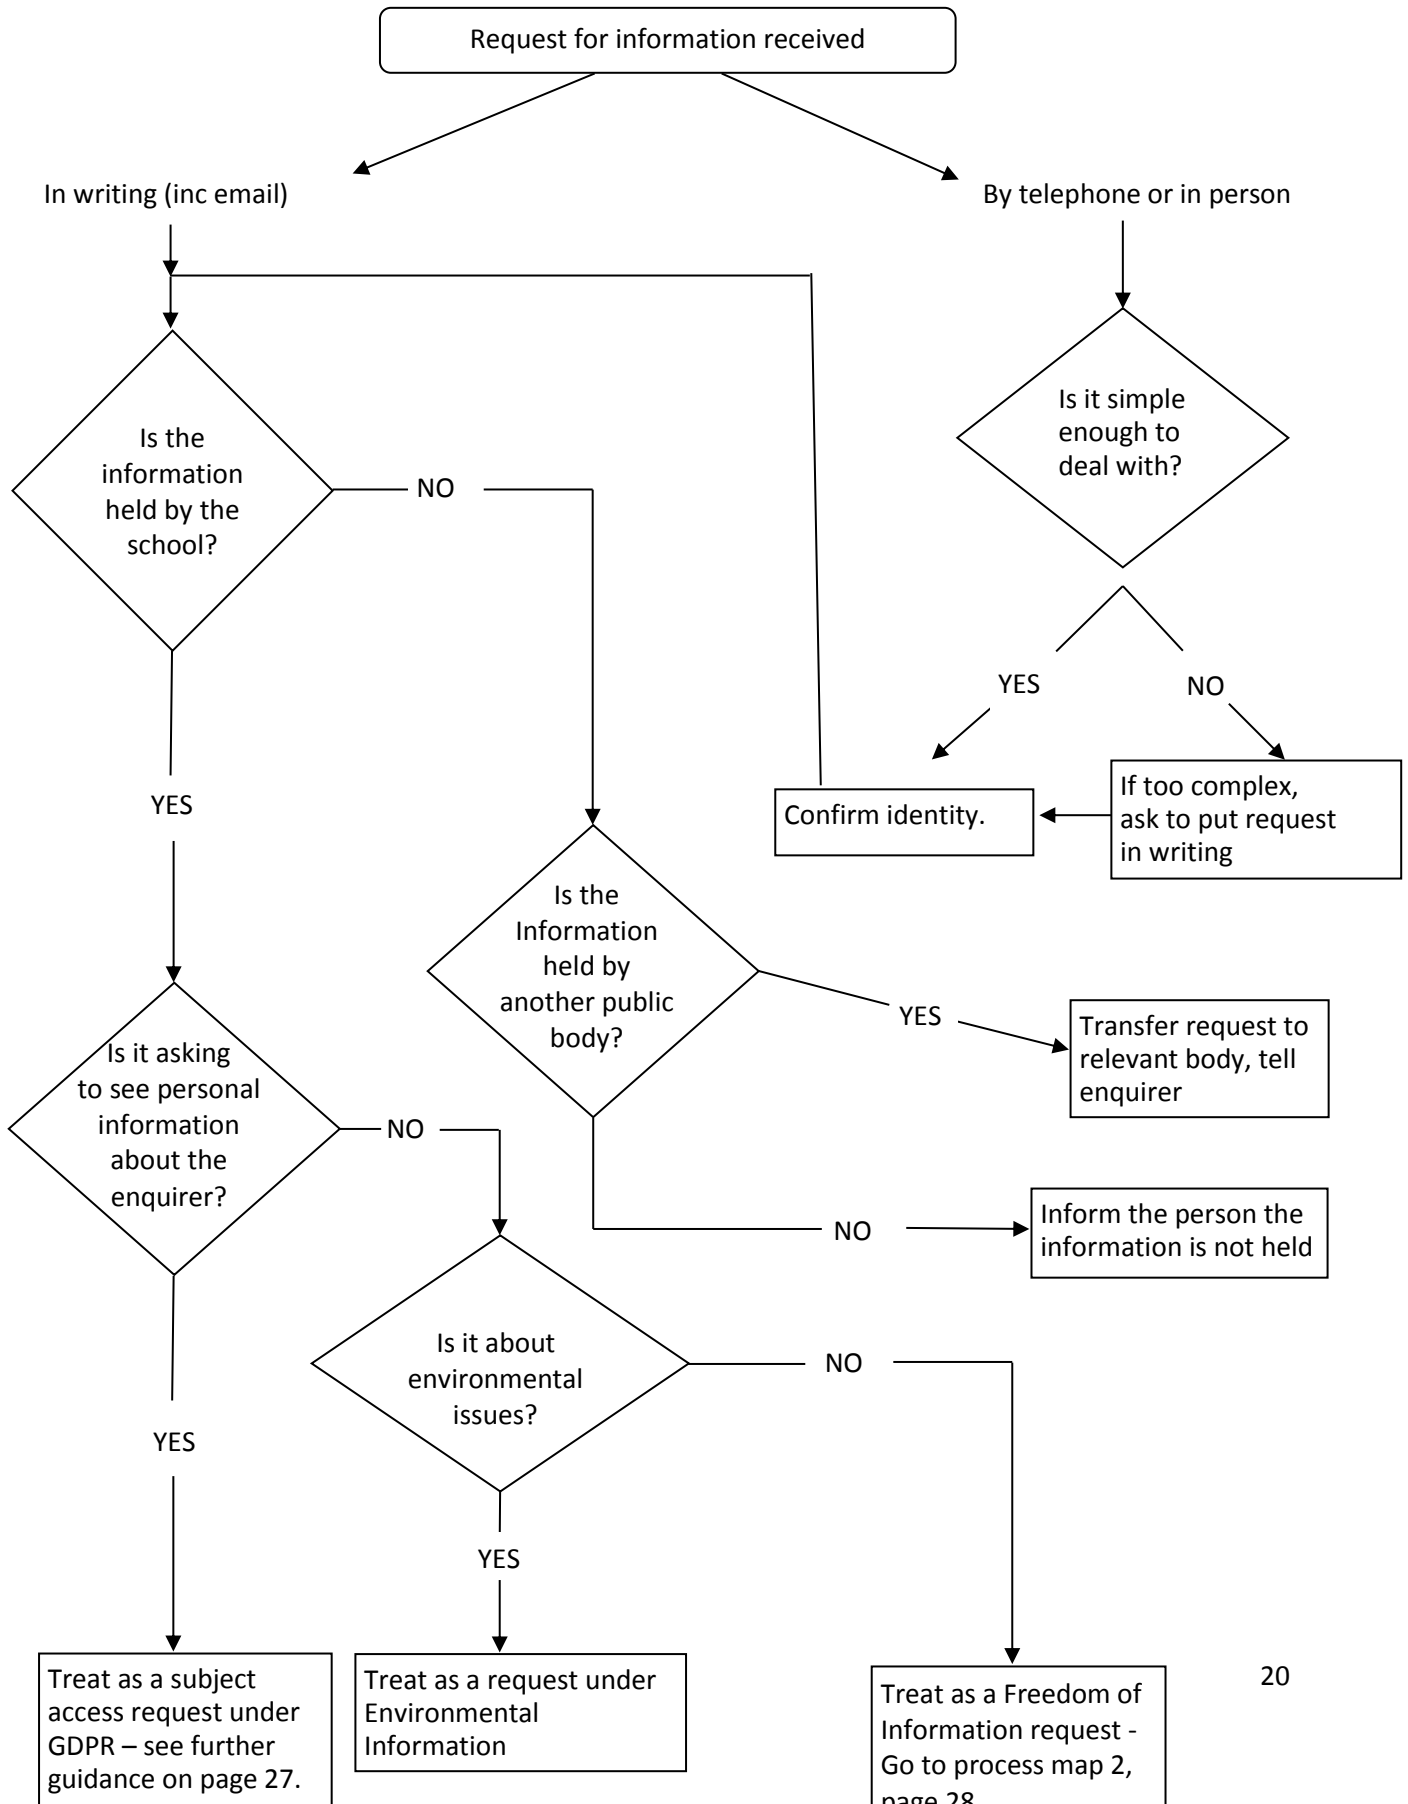 Request for information received
In writing (inc email)
By telephone or in person
Is it simple
enough to
deal with?
Is the
information
held by the
school?
NO
YES
NO
If too complex,
ask to put request
in writing
Confirm identity.
YES
Is the
Information
held by
another public
body?
YES
Transfer request to
relevant body, tell
enquirer
Is it asking
to see personal
information
about the
enquirer?
NO
NO
Inform the person the
information is not held
Is it about
environmental
issues?
NO
YES
YES
Treat as a subject
access request under
GDPR – see further
guidance on page 27.
Treat as a request under
Environmental
Information
Treat as a Freedom of
Information request -
Go to process map 2,
page 28
20